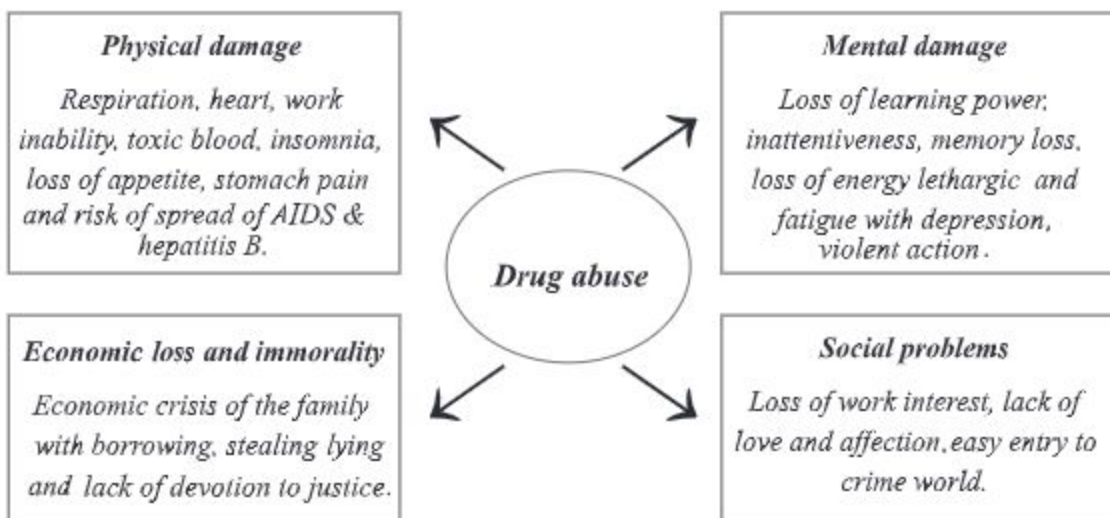 Physical damage
Respiration, heart, work
inability, toxic blood, insomnia,
loss of appetite, stomach pain
and risk of spread of AIDS &
hepatitis B.
Mental damage
Loss of learning power,
inattentiveness, memory loss,
loss of energy lethargic and
fatigue with depression,
violent action.
Drug abuse
Economic loss and immorality
Economic crisis of the family
with borrowing, stealing lying
and lack of devotion to justice.
Social problems
Loss of work interest, lack of
love and affection, easy entry to
crime world.